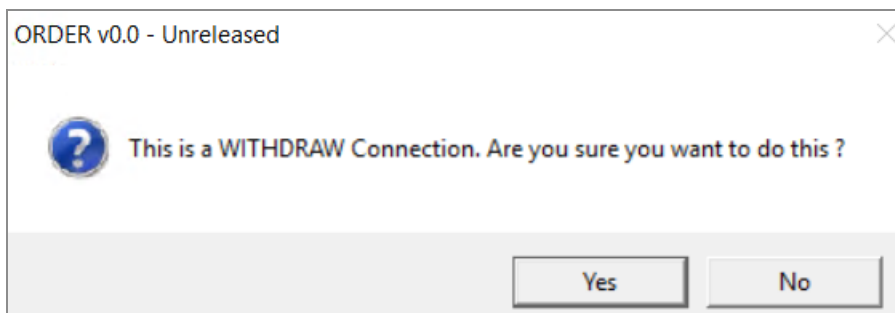 ORDER v0.0 - Unreleased
This is a WITHDRAW Connection. Are you sure you want to do this ?
Yes
No